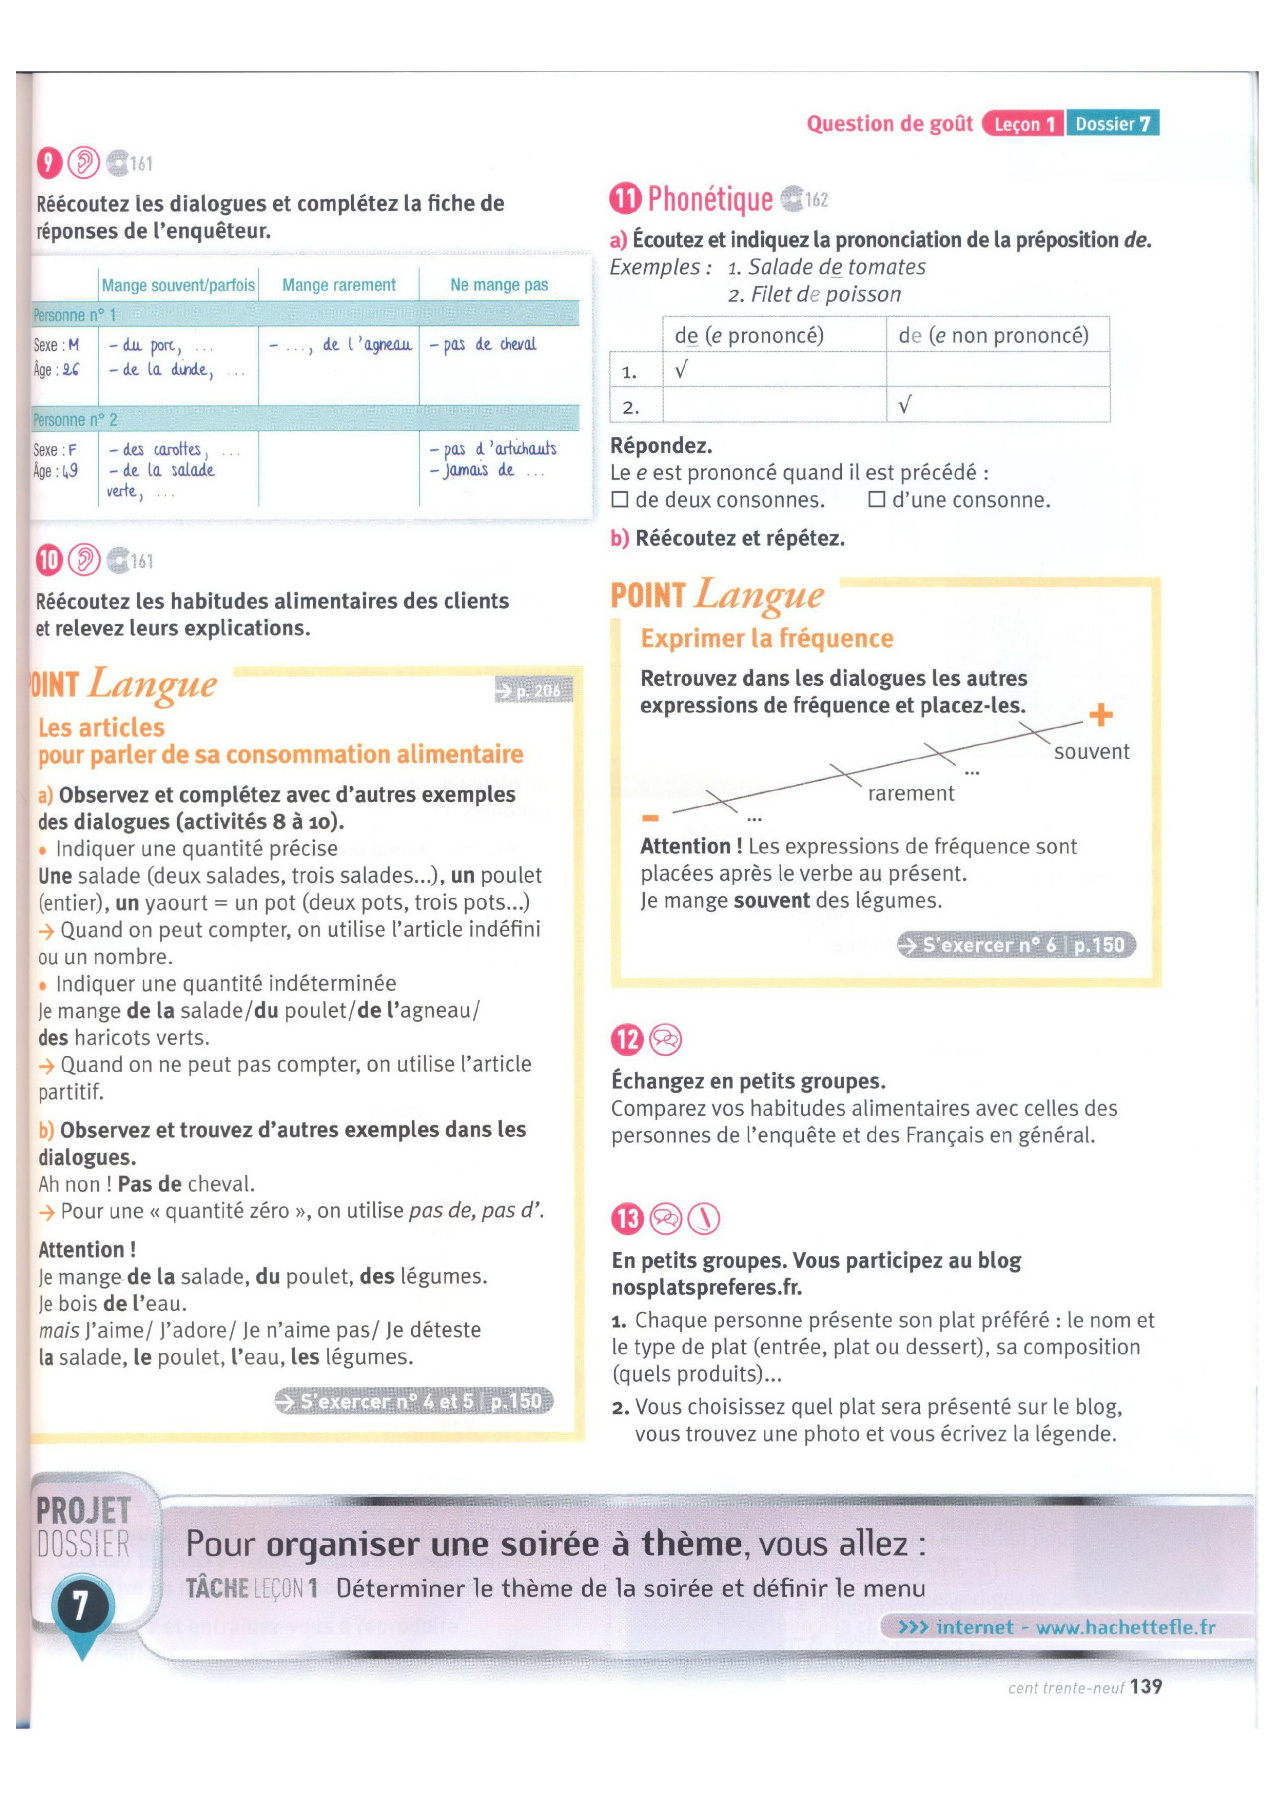 Question de goût Leçon 1 Dossier 7
9 161
Réécoutez les dialogues et complétez la fiche de
réponses de l'enquêteur.
Mange souvent/parfois Mange rarement Ne mange pas
Personne n° 1
Sexe : M - du porc, ... - ..., de l'agneau - pas de cheval
Âge : 26 - de la dinde, ...
Personne n° 2
Sexe : F - des carottes, ... - pas d'artichauts
Âge : 49 - de la salade - jamais de ...
verte, ...
10 161
Réécoutez les habitudes alimentaires des clients
et relevez leurs explications.
OINT Langue → p. 206
Les articles
pour parler de sa consommation alimentaire
a) Observez et complétez avec d'autres exemples
des dialogues (activités 8 à 10).
• Indiquer une quantité précise
Une salade (deux salades, trois salades...), un poulet
(entier), un yaourt = un pot (deux pots, trois pots...)
→ Quand on peut compter, on utilise l'article indéfini
ou un nombre.
• Indiquer une quantité indéterminée
Je mange de la salade/du poulet/de l'agneau/
des haricots verts.
→ Quand on ne peut pas compter, on utilise l'article
partitif.
b) Observez et trouvez d'autres exemples dans les
dialogues.
Ah non ! Pas de cheval.
→ Pour une « quantité zéro », on utilise pas de, pas d'.
Attention !
Je mange de la salade, du poulet, des légumes.
Je bois de l'eau.
mais J'aime/ J'adore/ Je n'aime pas/ Je déteste
la salade, le poulet, l'eau, les légumes.
→ S'exercer n° 4 et 5 | p.150
11 Phonétique 162
a) Écoutez et indiquez la prononciation de la préposition de.
Exemples : 1. Salade de tomates
2. Filet de poisson
de (e prononcé) de (e non prononcé)
1. √
2. √
Répondez.
Le e est prononcé quand il est précédé :
☐ de deux consonnes. ☐ d'une consonne.
b) Réécoutez et répétez.
POINT Langue
Exprimer la fréquence
Retrouvez dans les dialogues les autres
expressions de fréquence et placez-les.
+
souvent
...
rarement
-
...
Attention ! Les expressions de fréquence sont
placées après le verbe au présent.
Je mange souvent des légumes.
→ S'exercer n° 6 | p.150
12
Échangez en petits groupes.
Comparez vos habitudes alimentaires avec celles des
personnes de l'enquête et des Français en général.
13
En petits groupes. Vous participez au blog
nosplatspreferes.fr.
1. Chaque personne présente son plat préféré : le nom et
le type de plat (entrée, plat ou dessert), sa composition
(quels produits)...
2. Vous choisissez quel plat sera présenté sur le blog,
vous trouvez une photo et vous écrivez la légende.
PROJET
DOSSIER
7
Pour organiser une soirée à thème, vous allez :
TÂCHE LEÇON 1 Déterminer le thème de la soirée et définir le menu
>>> internet - www.hachettefle.fr
cent trente-neuf 139